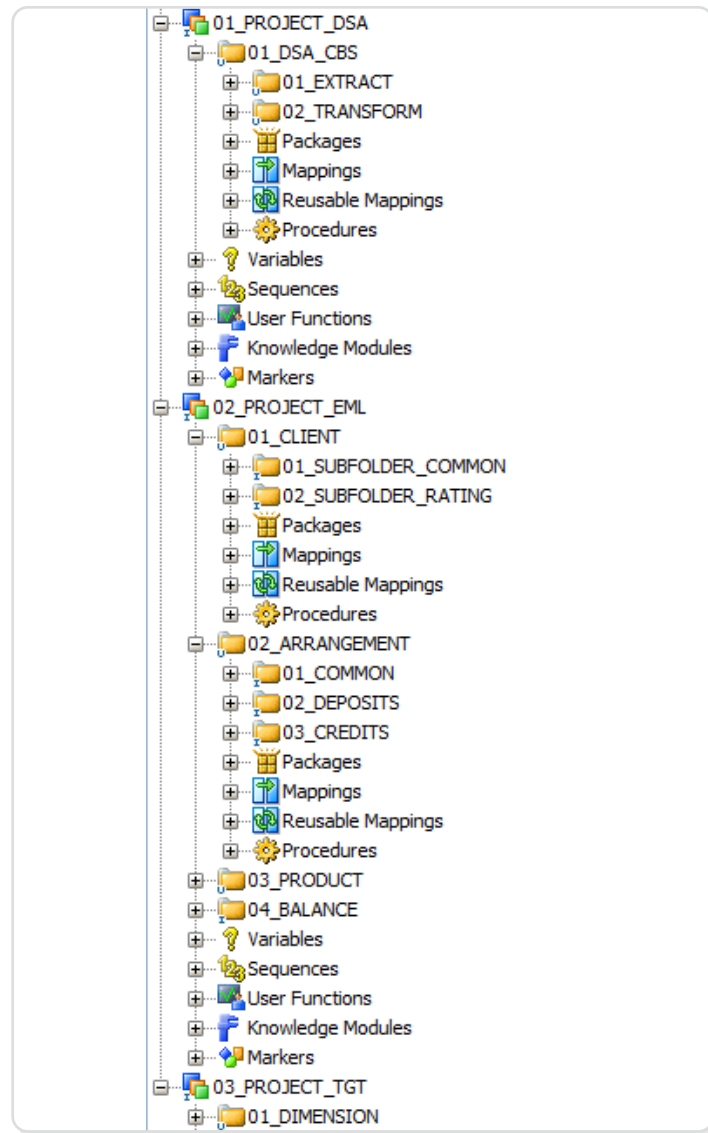 01_PROJECT_DSA
01_DSA_CBS
01_EXTRACT
02_TRANSFORM
Packages
Mappings
Reusable Mappings
Procedures
Variables
Sequences
User Functions
Knowledge Modules
Markers
02_PROJECT_EML
01_CLIENT
01_SUBFOLDER_COMMON
02_SUBFOLDER_RATING
Packages
Mappings
Reusable Mappings
Procedures
02_ARRANGEMENT
01_COMMON
02_DEPOSITS
03_CREDITS
Packages
Mappings
Reusable Mappings
Procedures
03_PRODUCT
04_BALANCE
Variables
Sequences
User Functions
Knowledge Modules
Markers
03_PROJECT_TGT
01_DIMENSION